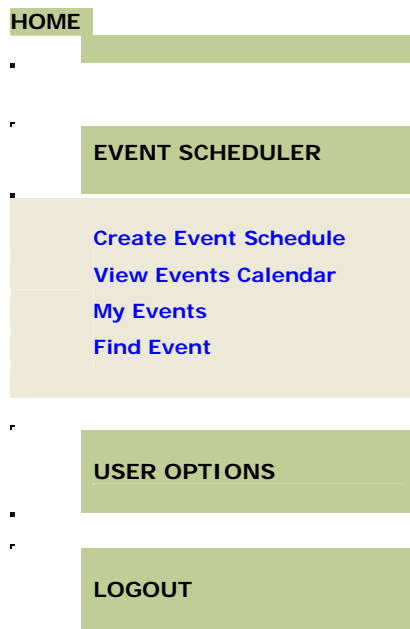 HOME
EVENT SCHEDULER
Create Event Schedule
View Events Calendar
My Events
Find Event
USER OPTIONS
LOGOUT